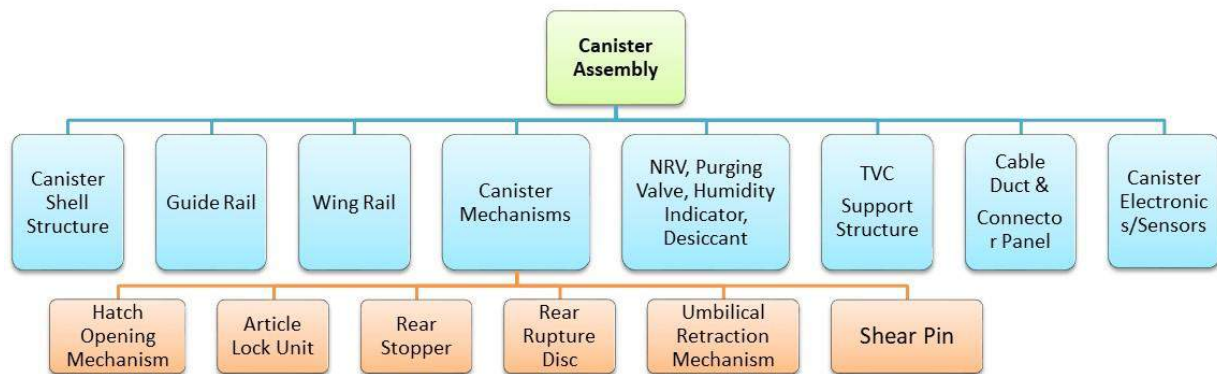 Canister
Assembly
Canister
Shell
Structure
Guide Rail
Wing Rail
Canister
Mechanisms
NRV, Purging
Valve, Humidity
Indicator,
Desiccant
TVC
Support
Structure
Cable
Duct &
Connecto
r Panel
Canister
Electronic
s/Sensors
Hatch
Opening
Mechanism
Article
Lock Unit
Rear
Stopper
Rear
Rupture
Disc
Umbilical
Retraction
Mechanism
Shear Pin